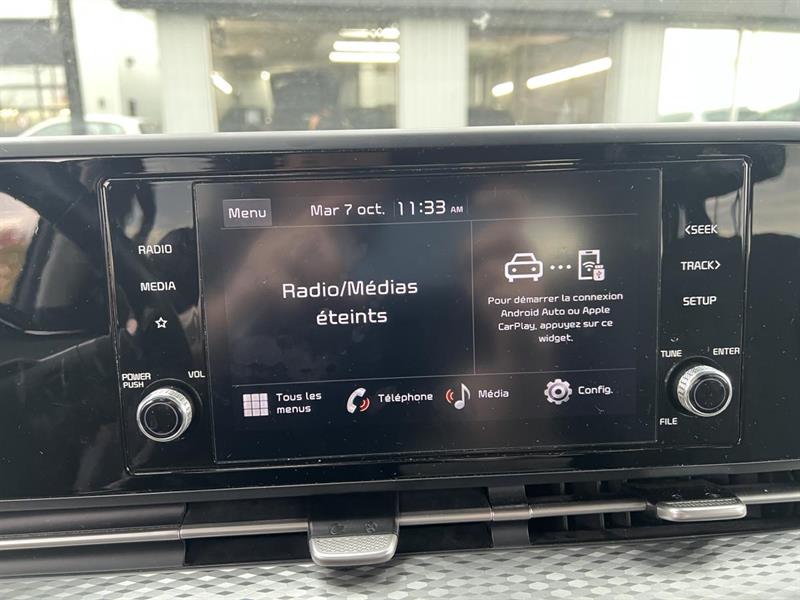 Menu
Mar 7 oct. 11:33 AM
RADIO
MEDIA
POWER
PUSH
VOL
Radio/Médias
éteints
Pour démarrer la connexion
Android Auto ou Apple
CarPlay, appuyez sur ce
widget.
Tous les
menus
Téléphone
Média
Config.
<SEEK
TRACK>
SETUP
TUNE
ENTER
FILE